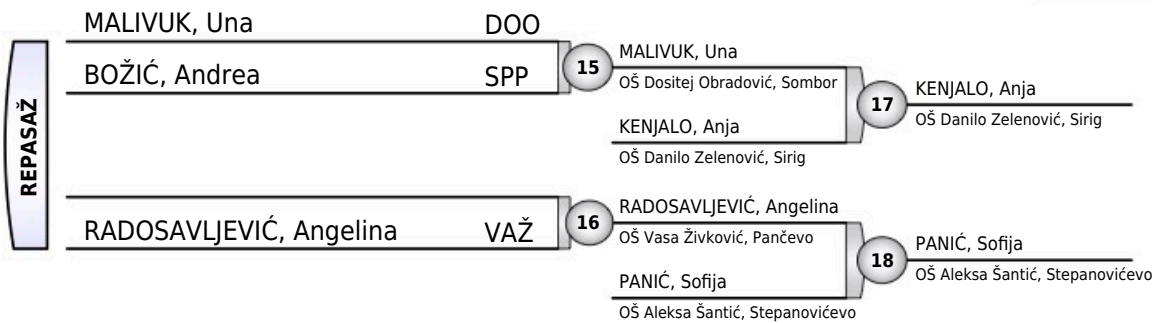 REPASAŽ
MALIVUK, Una DOO
BOŽIĆ, Andrea SPP
15
MALIVUK, Una
OŠ Dositej Obradović, Sombor
KENJALO, Anja
OŠ Danilo Zelenović, Sirig
17
KENJALO, Anja
OŠ Danilo Zelenović, Sirig
RADOSAVLJEVIĆ, Angelina VAŽ
16
RADOSAVLJEVIĆ, Angelina
OŠ Vasa Živković, Pančevo
PANIĆ, Sofija
OŠ Aleksa Šantić, Stepanovićevo
18
PANIĆ, Sofija
OŠ Aleksa Šantić, Stepanovićevo